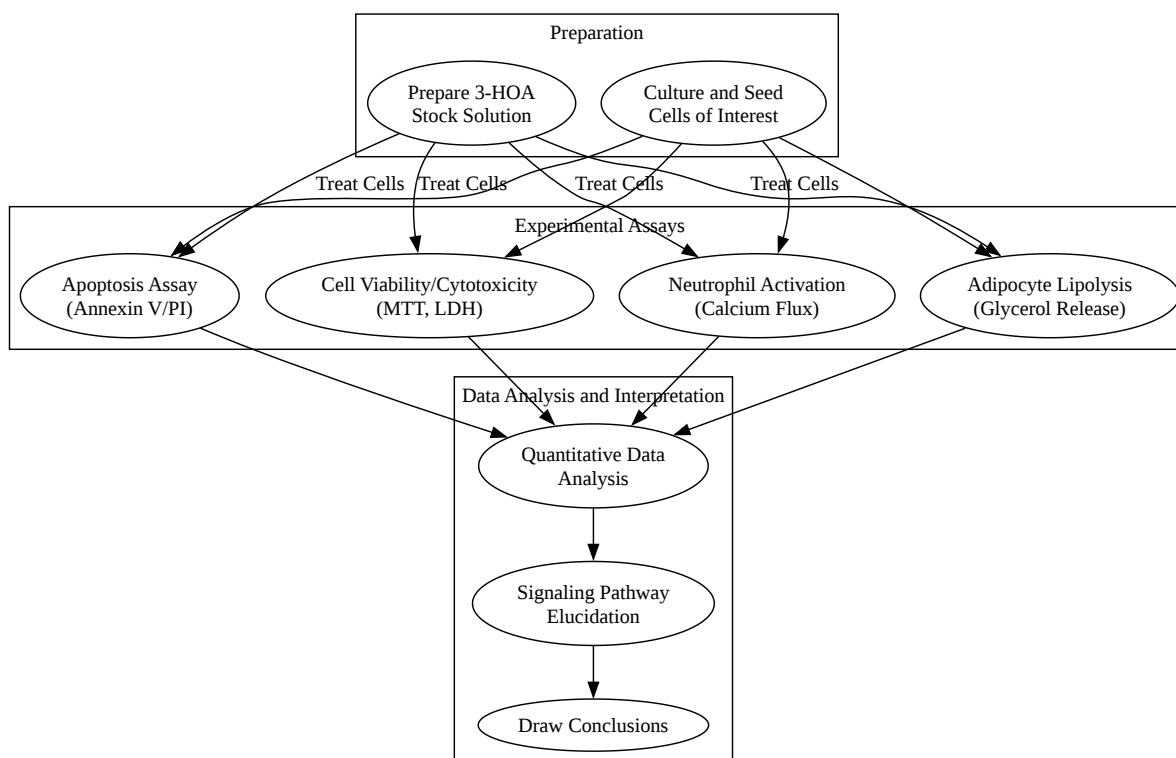 Preparation
Prepare 3-HOA
Stock Solution
Culture and Seed
Cells of Interest
Treat Cells
Treat Cells
Treat Cells
Treat Cells
Experimental Assays
Apoptosis Assay
(Annexin V/PI)
Cell Viability/Cytotoxicity
(MTT, LDH)
Neutrophil Activation
(Calcium Flux)
Adipocyte Lipolysis
(Glycerol Release)
Data Analysis and Interpretation
Quantitative Data
Analysis
Signaling Pathway
Elucidation
Draw Conclusions